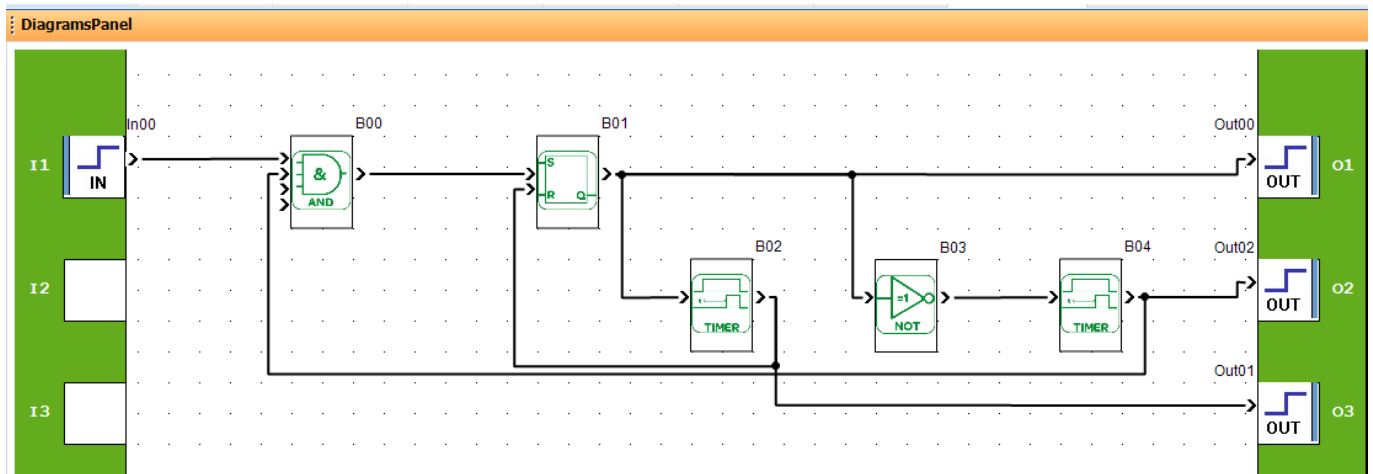 DiagramsPanel
In00
B00
B01
Out00
I1
IN
&
AND
S
R
Q
OUT
O1
B02
B03
B04
Out02
I2
TIMER
=1
NOT
TIMER
OUT
O2
Out01
I3
OUT
O3